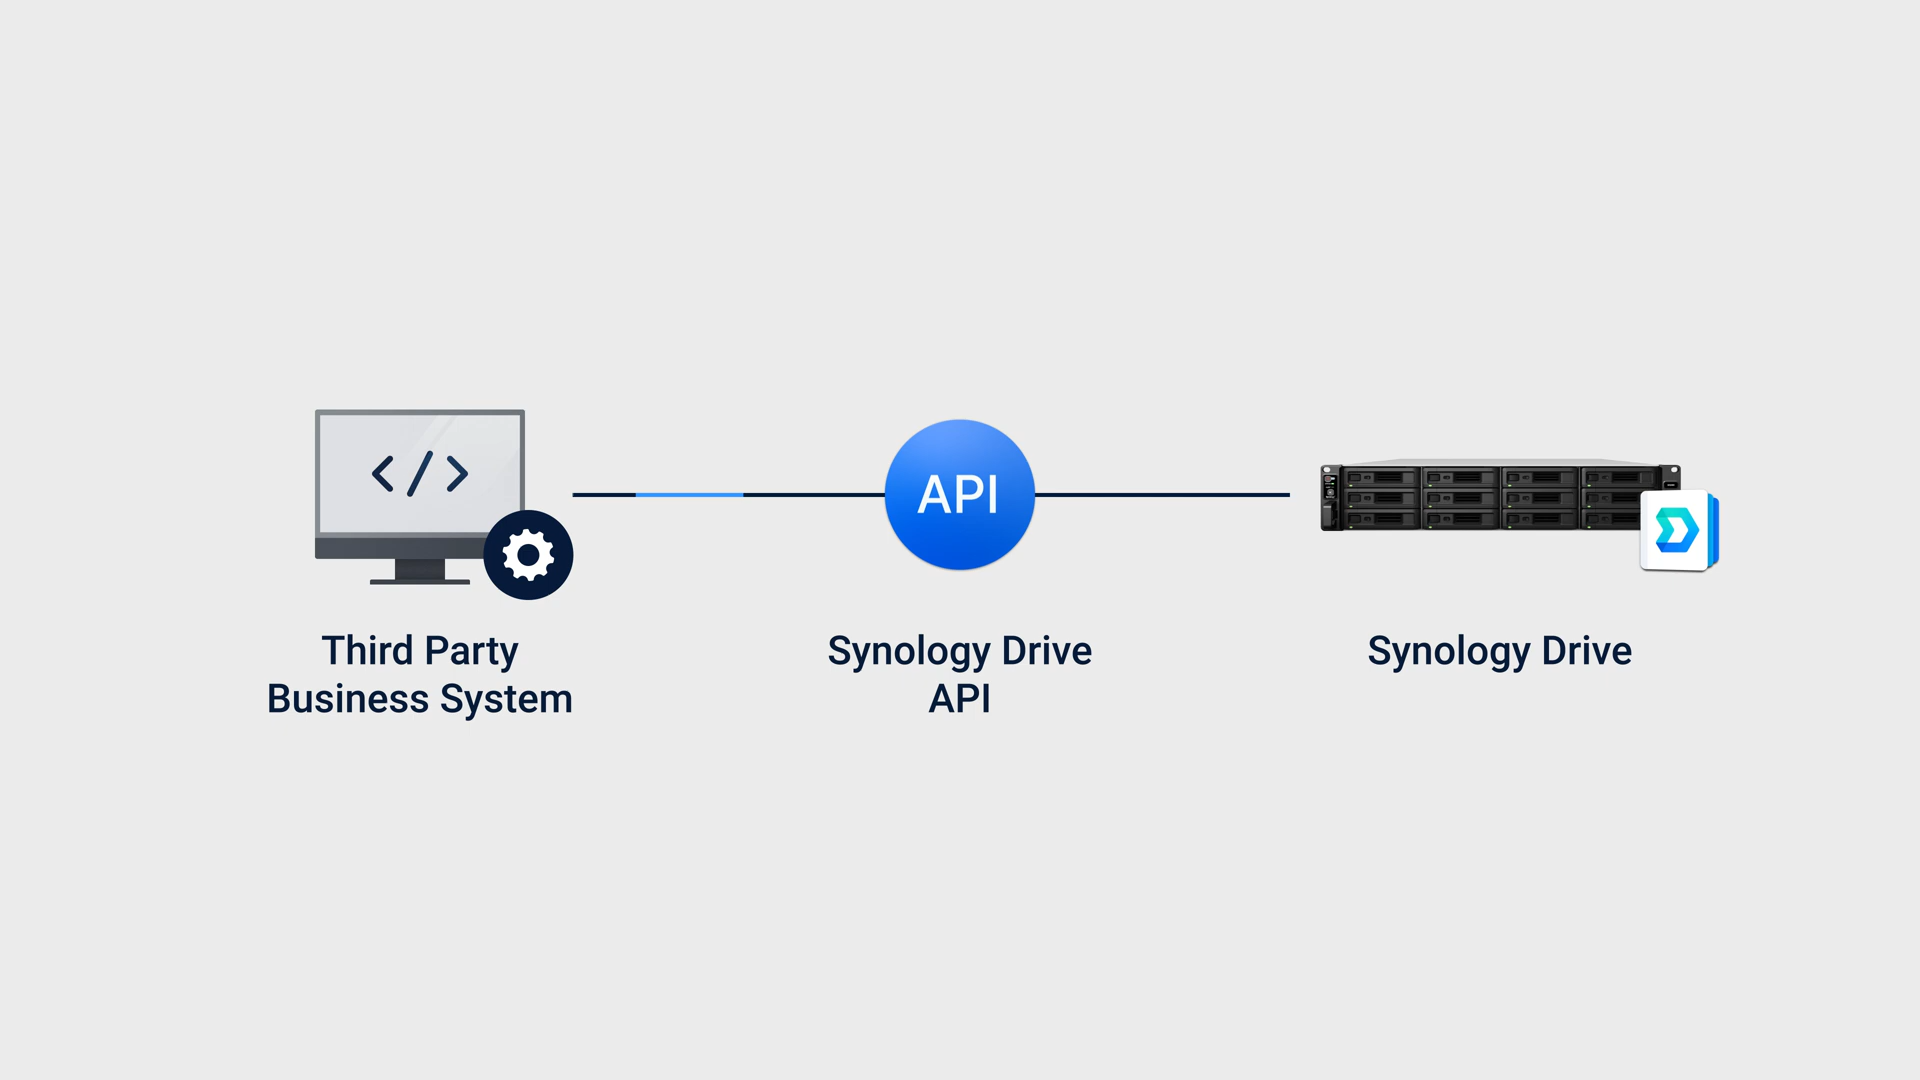 </>
API
Third Party
Business System
Synology Drive
API
Synology Drive